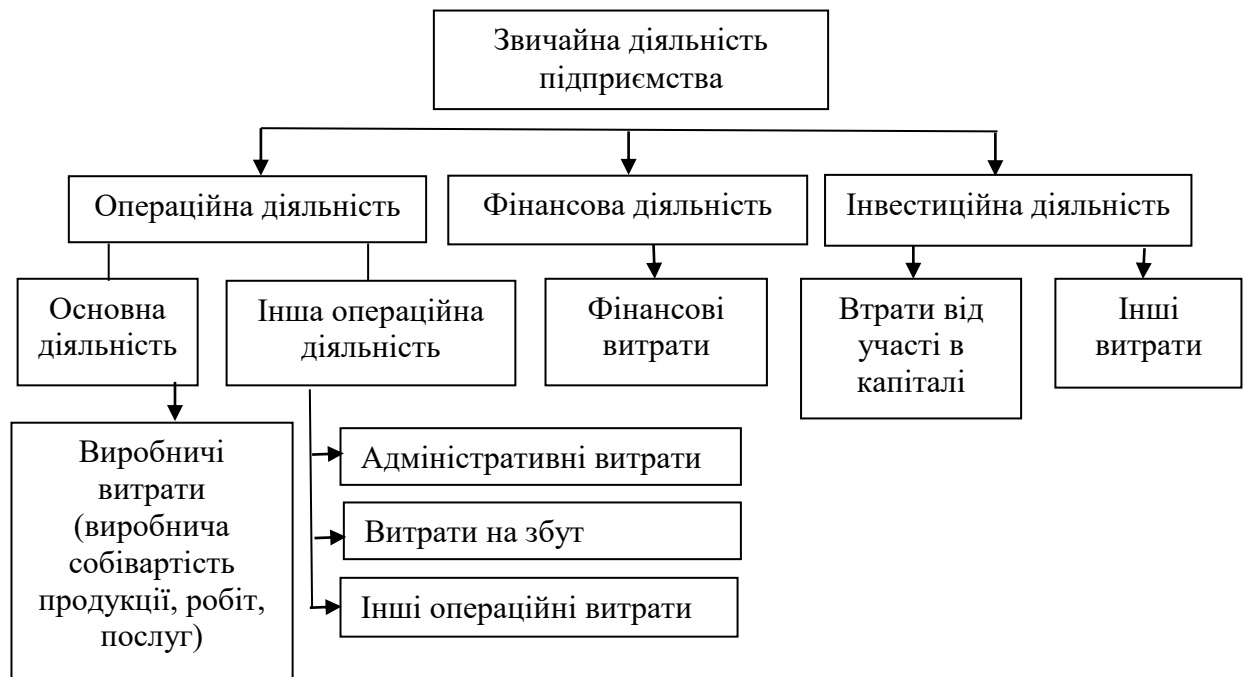 Звичайна діяльність
підприємства
Операційна діяльність
Фінансова діяльність
Інвестиційна діяльність
Основна
діяльність
Інша операційна
діяльність
Фінансові
витрати
Втрати від
участі в
капіталі
Інші
витрати
Виробничі
витрати
(виробнича
собівартість
продукції, робіт,
послуг)
Адміністративні витрати
Витрати на збут
Інші операційні витрати